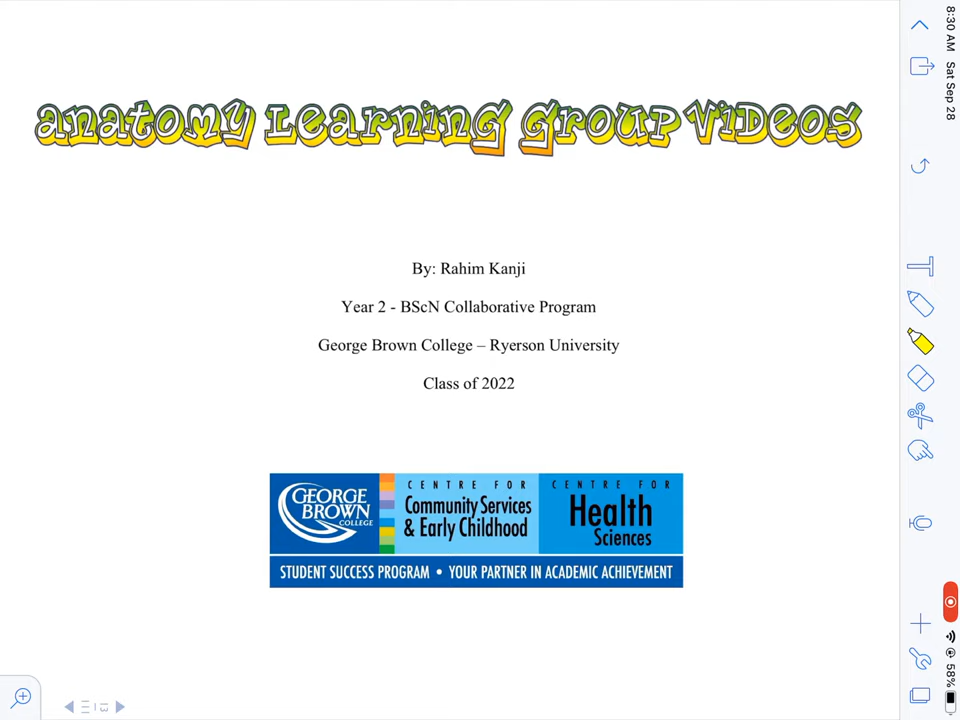 anatomy Learning Group Videos
By: Rahim Kanji
Year 2 - BScN Collaborative Program
George Brown College – Ryerson University
Class of 2022
GEORGE
BROWN
COLLEGE
CENTRE FOR
Community Services
& Early Childhood
CENTRE FOR
Health
Sciences
STUDENT SUCCESS PROGRAM • YOUR PARTNER IN ACADEMIC ACHIEVEMENT
8:30 AM Sat Sep 28
58%
13